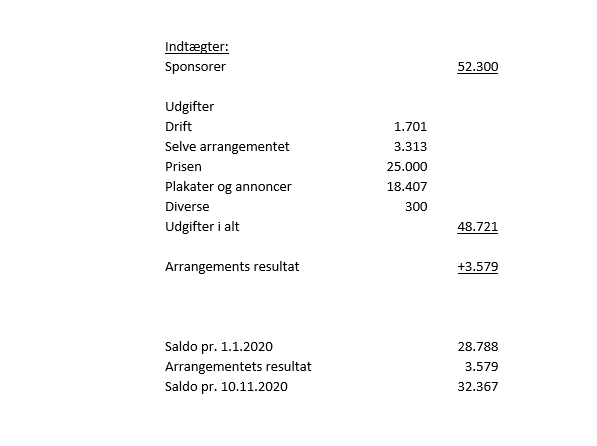 Indtægter:
Sponsorer 52.300
Udgifter
Drift 1.701
Selve arrangementet 3.313
Prisen 25.000
Plakater og annoncer 18.407
Diverse 300
Udgifter i alt 48.721
Arrangements resultat +3.579
Saldo pr. 1.1.2020 28.788
Arrangementets resultat 3.579
Saldo pr. 10.11.2020 32.367